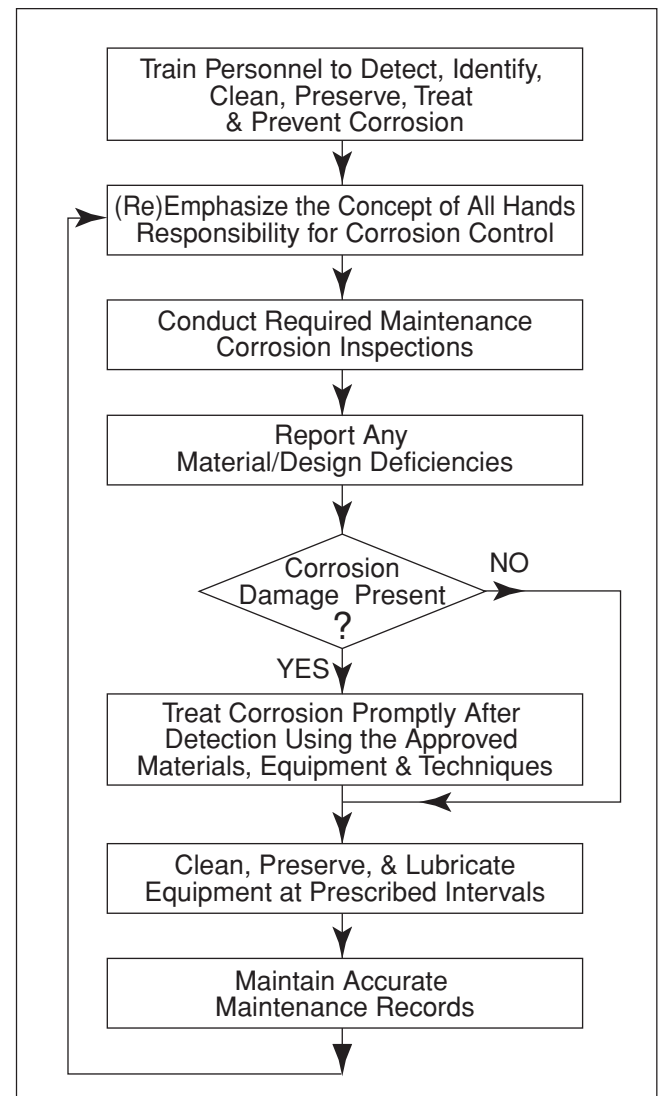 Train Personnel to Detect, Identify,
Clean, Preserve, Treat
& Prevent Corrosion
(Re)Emphasize the Concept of All Hands
Responsibility for Corrosion Control
Conduct Required Maintenance
Corrosion Inspections
Report Any
Material/Design Deficiencies
Corrosion
Damage Present
?
NO
YES
Treat Corrosion Promptly After
Detection Using the Approved
Materials, Equipment & Techniques
Clean, Preserve, & Lubricate
Equipment at Prescribed Intervals
Maintain Accurate
Maintenance Records